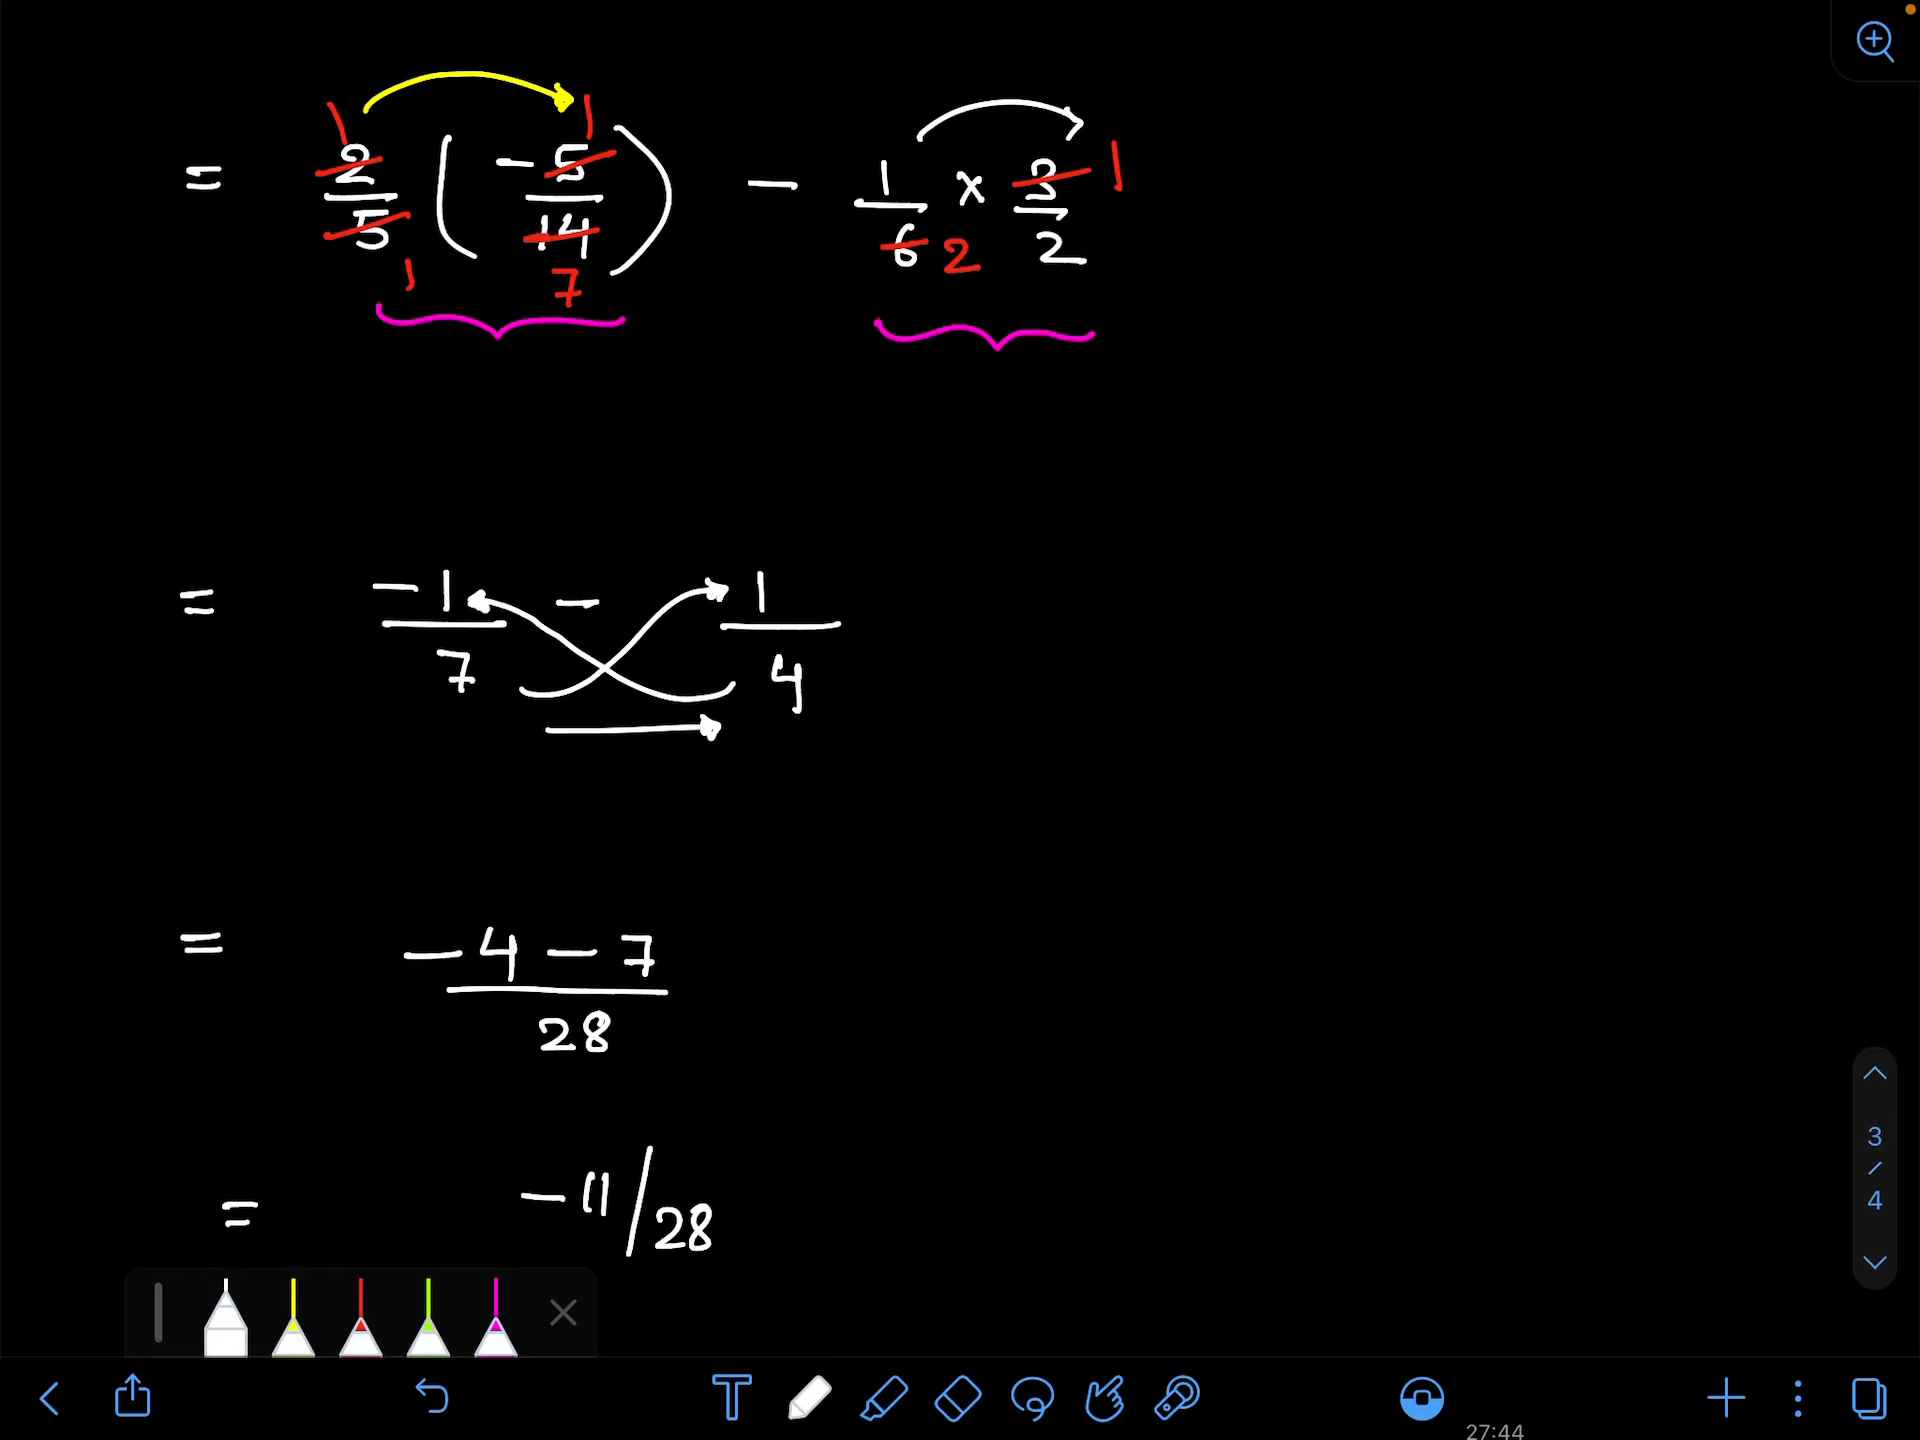 1 1
= 2/5 (-5/14) - 1/6 x 3/2 1
1 7 2
= -1/7 - 1/4
= -4-7/28
= -11/28
3
/
4
T
27:44